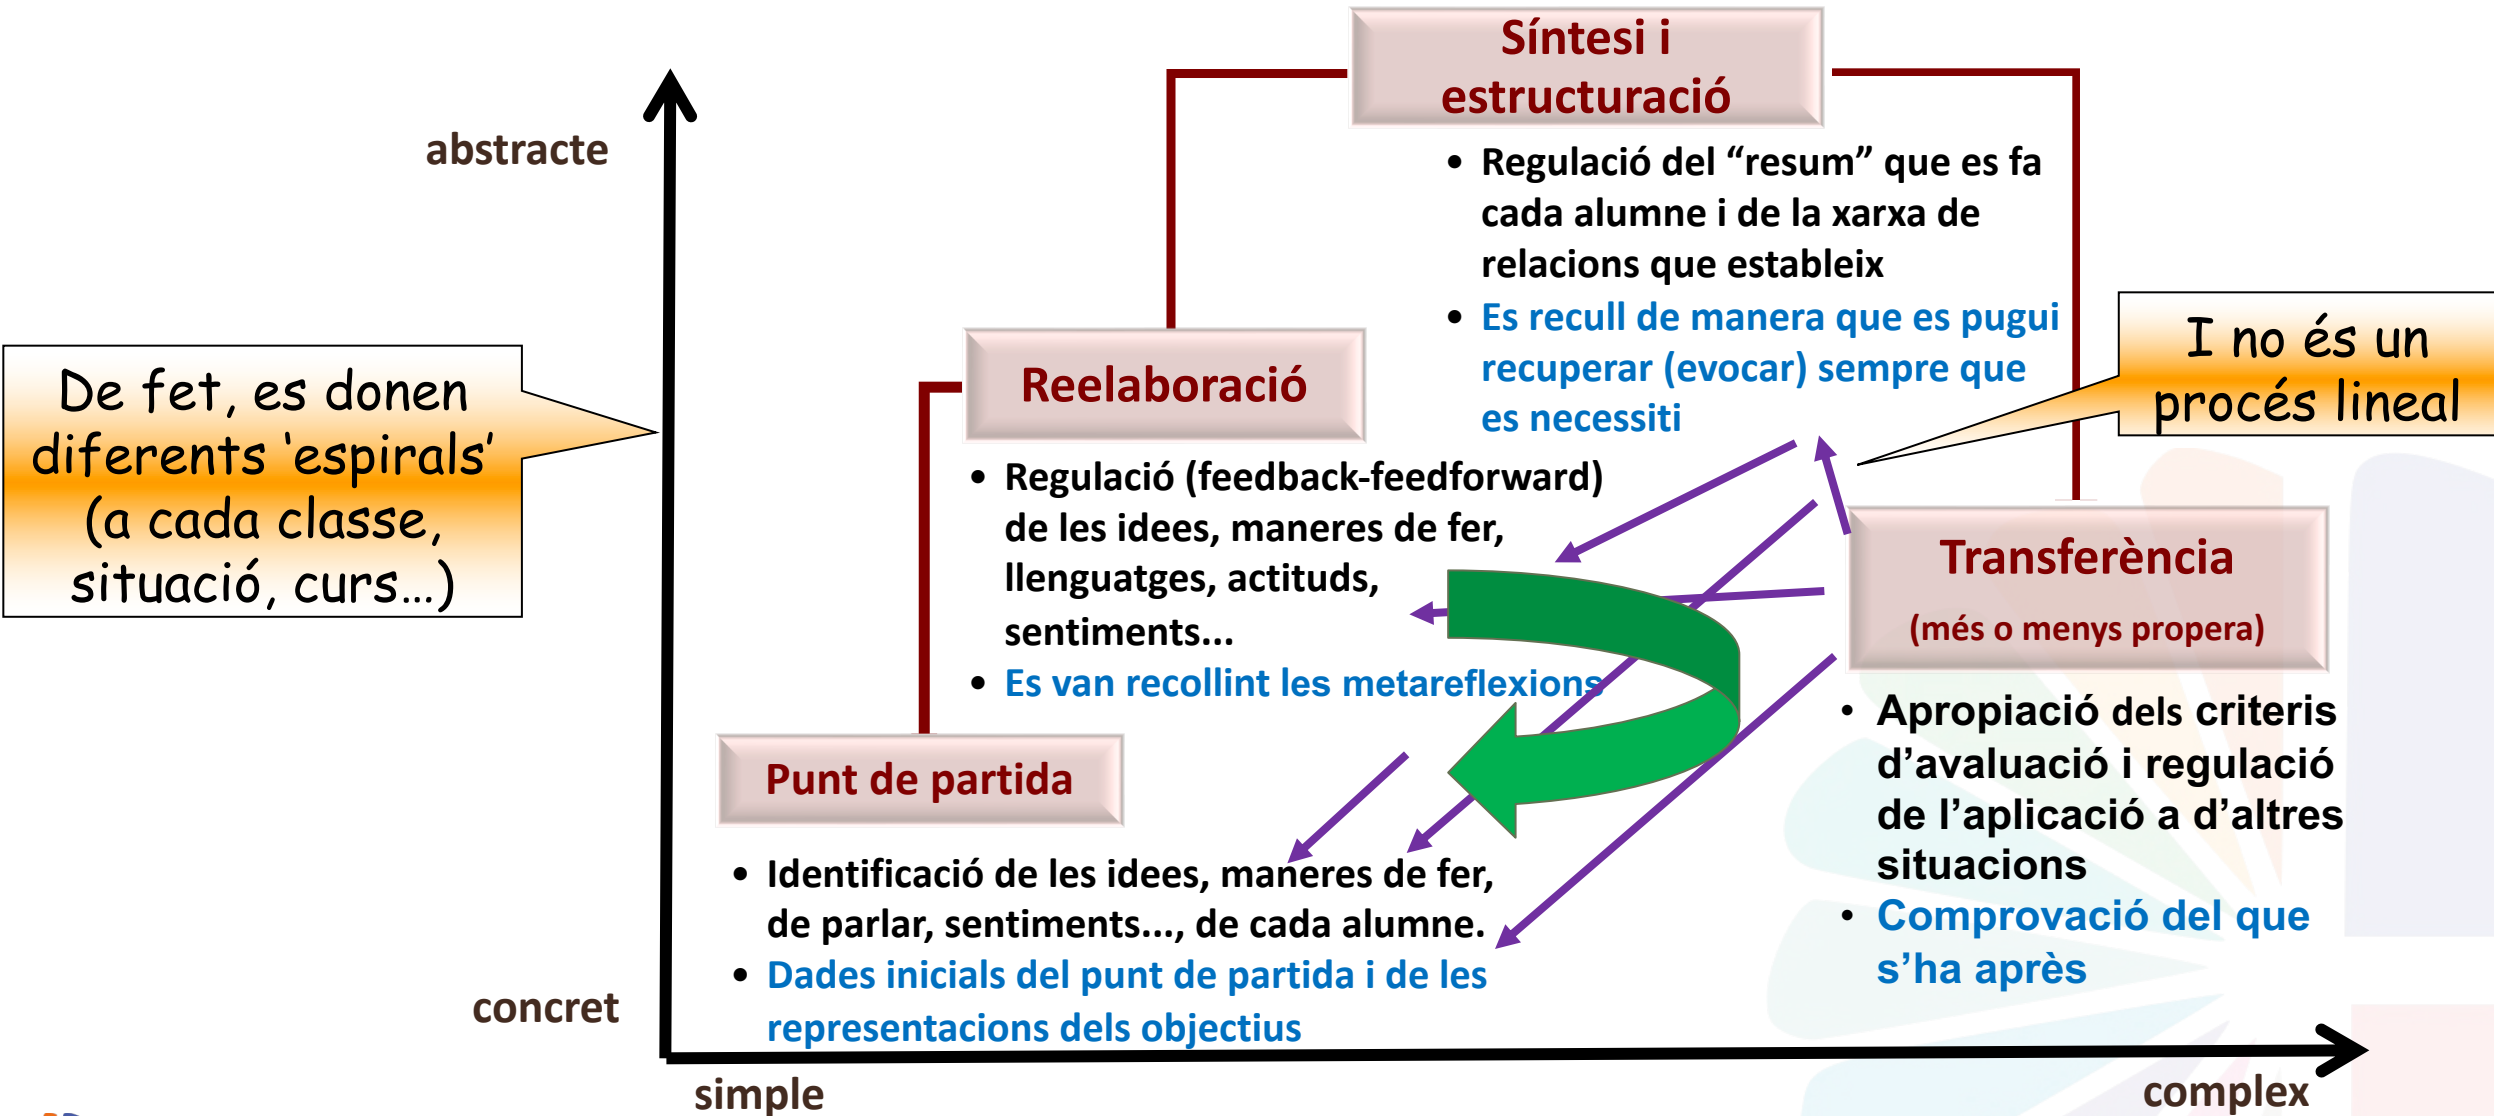 Síntesi i
estructuració
abstracte
• Regulació del “resum” que es fa
cada alumne i de la xarxa de
relacions que estableix
• Es recull de manera que es pugui
recuperar (evocar) sempre que
es necessiti
I no és un
procés lineal
De fet, es donen
diferents ‘espirals’
(a cada classe,
situació, curs…)
Reelaboració
• Regulació (feedback-feedforward)
de les idees, maneres de fer,
llenguatges, actituds,
sentiments...
• Es van recollint les metareflexions
Transferència
(més o menys propera)
• Apropiació dels criteris
d’avaluació i regulació
de l’aplicació a d’altres
situacions
• Comprovació del que
s’ha après
Punt de partida
• Identificació de les idees, maneres de fer,
de parlar, sentiments..., de cada alumne.
• Dades inicials del punt de partida i de les
representacions dels objectius
concret
simple
complex